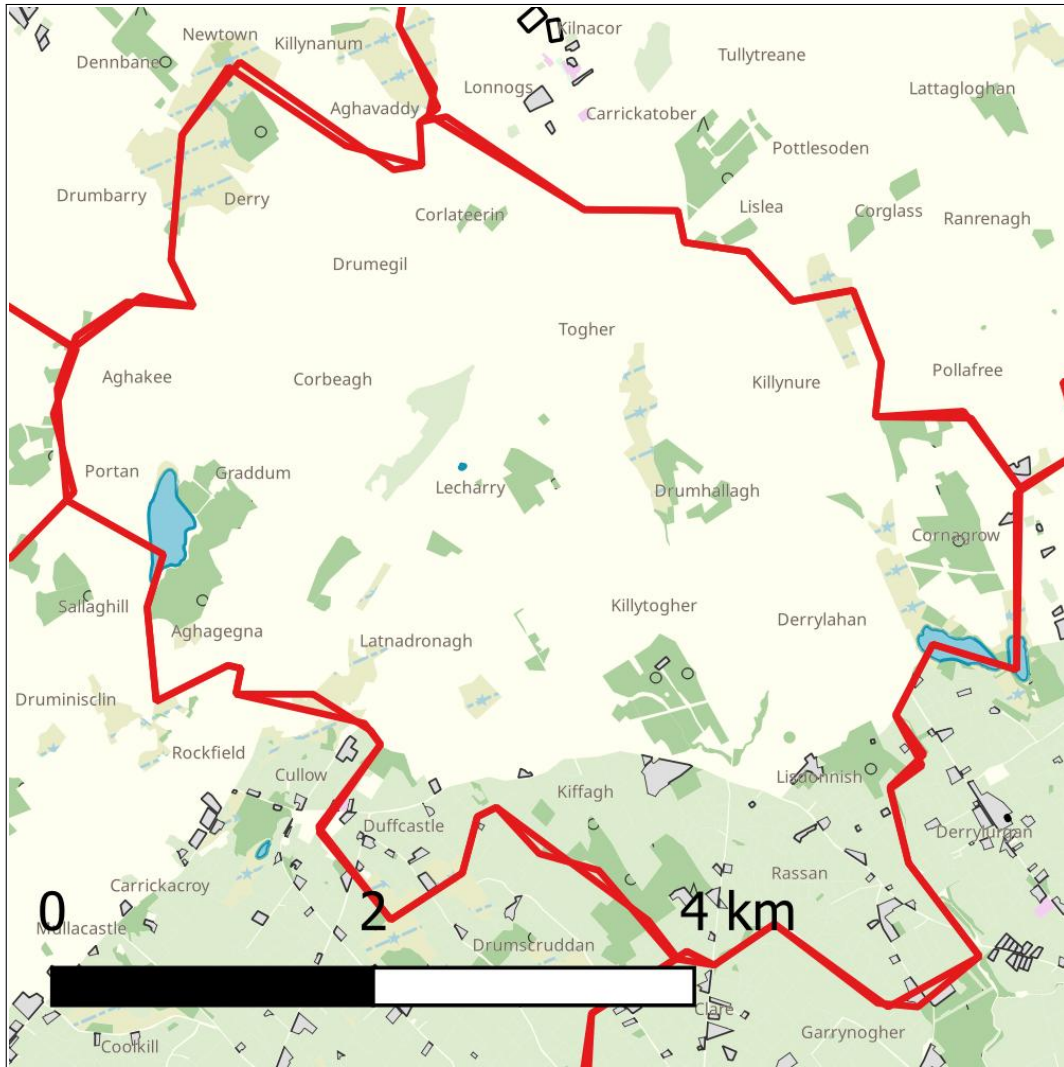 Kilnacor
Newtown
Killynanum
Dennbane
Tullytreane
Lonnogs
Lattagloghan
Aghavaddy
Carrickatober
Pottlesoden
Drumbarry
Derry
Lislea
Corglass
Corlateerin
Ranrenagh
Drumegil
Togher
Aghakee
Corbeagh
Killynure
Pollafree
Portan
Graddum
Lecharry
Drumhallagh
Cornagrow
Sallaghill
Killytogher
Derrylahan
Aghagegna
Latnadronagh
Druminisclin
Rockfield
Cullow
Lisdonnish
Kiffagh
Duffcastle
Derrylurgan
Rassan
Carrickacroy
0 2 4 km
Mullacastle
Drumscruddan
Clare
Garrynogher
Coolkill